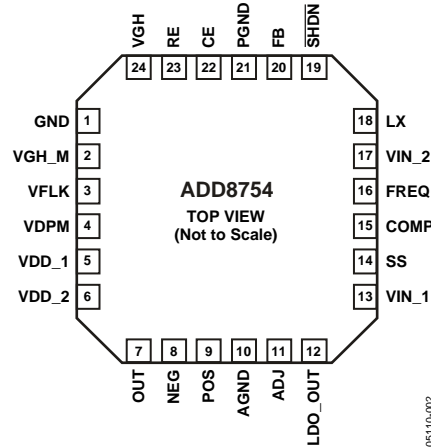 VGH
RE
CE
PGND
FB
SHDN
24
23
22
21
20
19
GND 1
VGH_M 2
VFLK 3
VDPM 4
VDD_1 5
VDD_2 6
ADD8754
TOP VIEW
(Not to Scale)
18 LX
17 VIN_2
16 FREQ
15 COMP
14 SS
13 VIN_1
7
8
9
10
11
12
OUT
NEG
POS
AGND
ADJ
LDO_OUT
05110-002